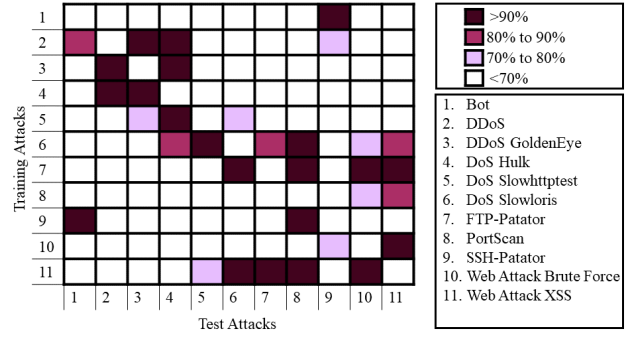 1
2
3
4
5
6
7
8
9
10
11
Training Attacks
1 2 3 4 5 6 7 8 9 10 11
Test Attacks
>90%
80% to 90%
70% to 80%
<70%
1. Bot
2. DDoS
3. DDoS GoldenEye
4. DoS Hulk
5. DoS Slowhttptest
6. DoS Slowloris
7. FTP-Patator
8. PortScan
9. SSH-Patator
10. Web Attack Brute Force
11. Web Attack XSS